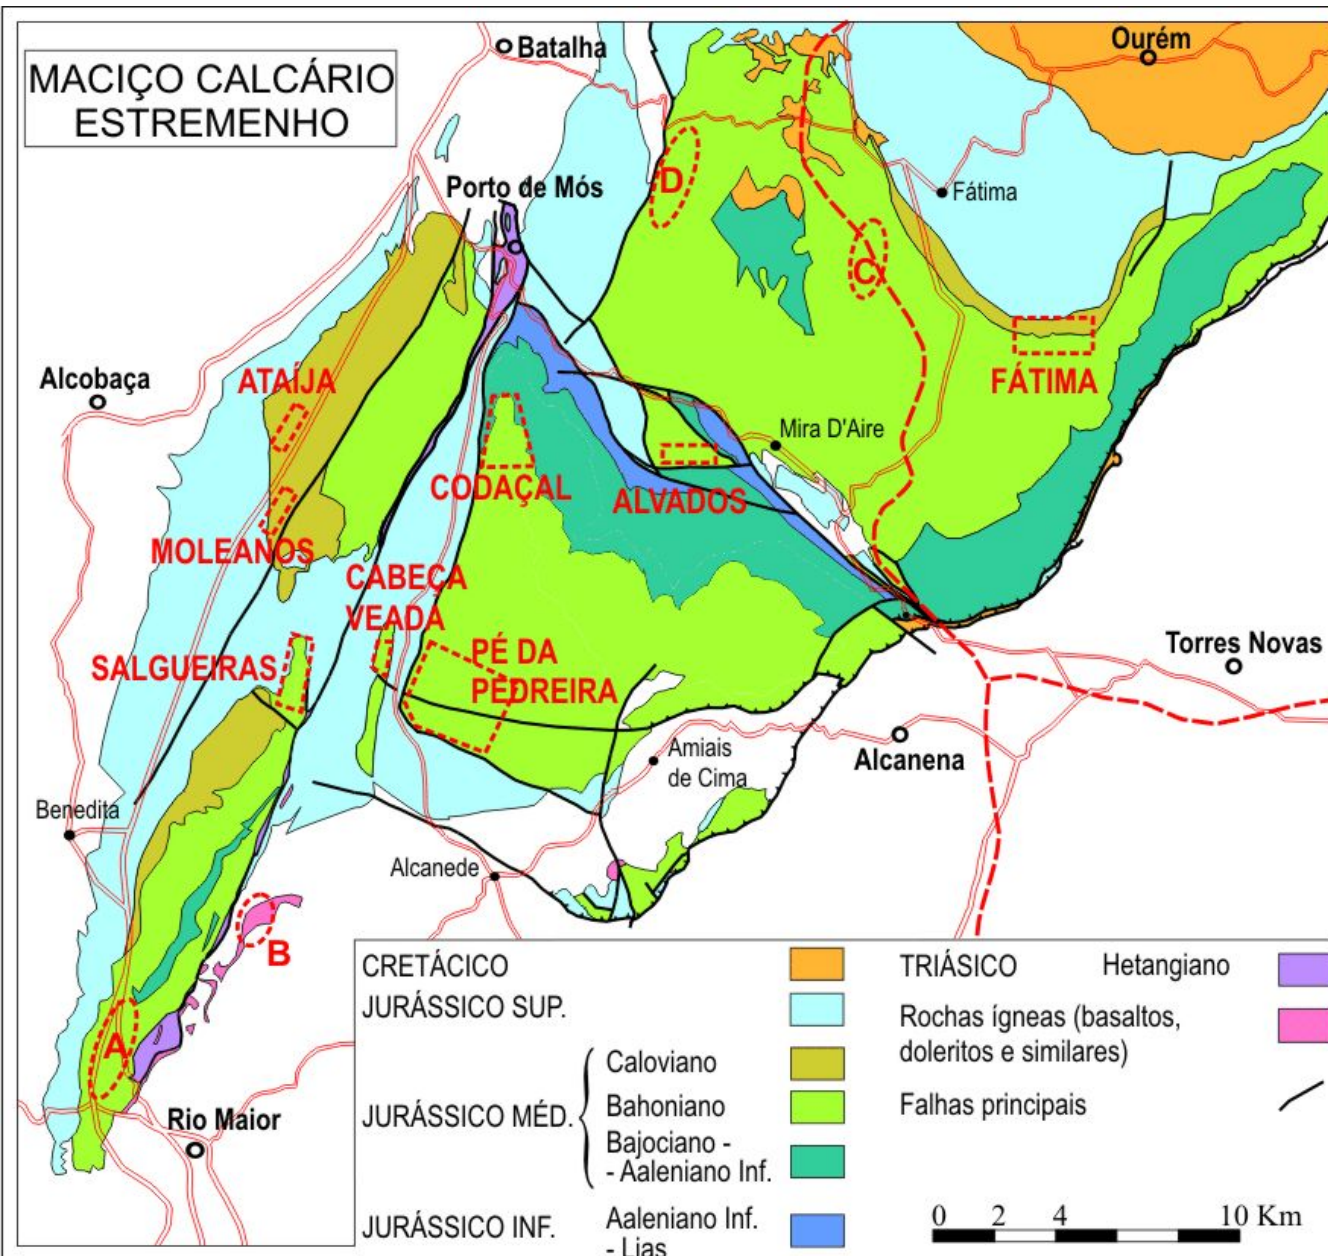 MACIÇO CALCÁRIO
ESTREMENHO
Batalha
Ourém
Porto de Mós
D
Fátima
C
Alcobaça
ATAÍJA
FÁTIMA
Mira D'Aire
CODAÇAL
ALVADOS
MOLEANOS
CABEÇA
VEADA
SALGUEIRAS
PÉ DA
PEDREIRA
Torres Novas
Amiais
de Cima
Alcanena
Benedita
Alcanede
B
A
Rio Maior
CRETÁCICO
JURÁSSICO SUP.
JURÁSSICO MÉD.
Caloviano
Bahoniano
Bajociano -
- Aaleniano Inf.
JURÁSSICO INF.
Aaleniano Inf.
- Lias
TRIÁSICO
Hetangiano
Rochas ígneas (basaltos,
doleritos e similares)
Falhas principais
0 2 4 10 Km